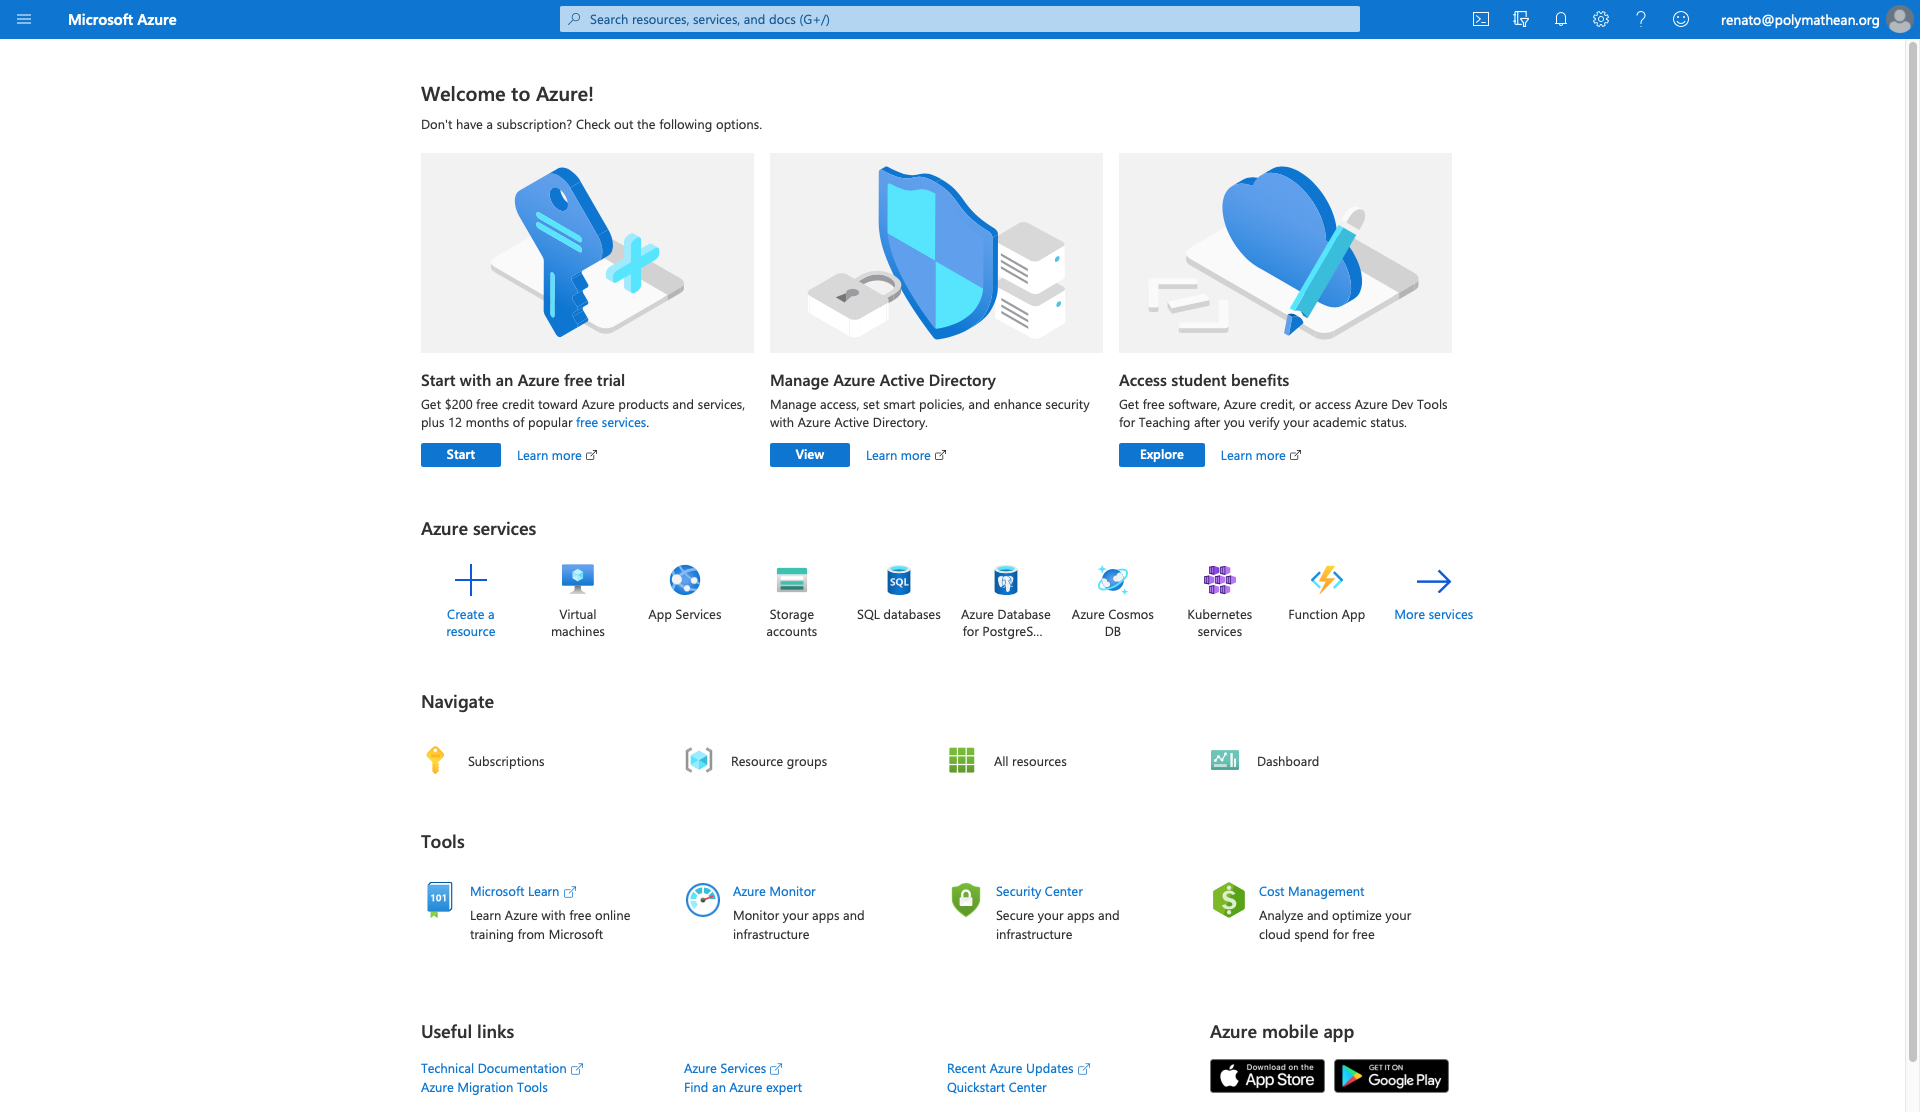 Microsoft Azure
Search resources, services, and docs (G+/)
renato@polymathean.org
Welcome to Azure!
Don't have a subscription? Check out the following options.
Start with an Azure free trial
Get $200 free credit toward Azure products and services,
plus 12 months of popular free services.
Start
Learn more
Manage Azure Active Directory
Manage access, set smart policies, and enhance security
with Azure Active Directory.
View
Learn more
Access student benefits
Get free software, Azure credit, or access Azure Dev Tools
for Teaching after you verify your academic status.
Explore
Learn more
Azure services
Create a
resource
Virtual
machines
App Services
Storage
accounts
SQL
SQL databases
Azure Database
for PostgreS...
Azure Cosmos
DB
Kubernetes
services
Function App
More services
Navigate
Subscriptions
Resource groups
All resources
Dashboard
Tools
101
Microsoft Learn
Learn Azure with free online
training from Microsoft
Azure Monitor
Monitor your apps and
infrastructure
Security Center
Secure your apps and
infrastructure
$
Cost Management
Analyze and optimize your
cloud spend for free
Useful links
Technical Documentation
Azure Migration Tools
Azure Services
Find an Azure expert
Recent Azure Updates
Quickstart Center
Azure mobile app
Download on the
App Store
GET IT ON
Google Play